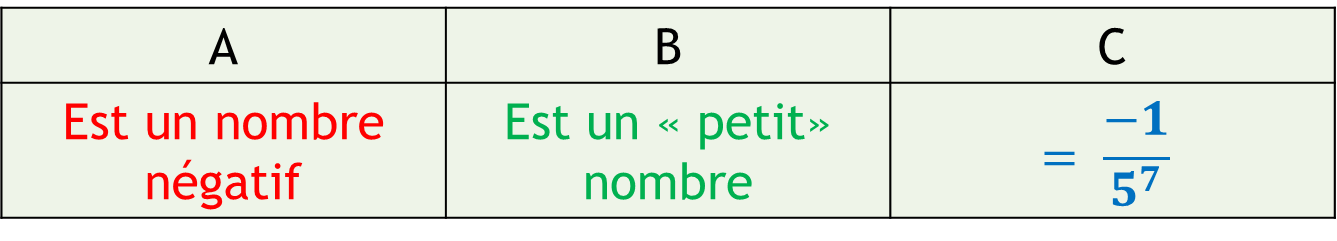 A B C
Est un nombre négatif
Est un « petit» nombre
= −1/5⁷